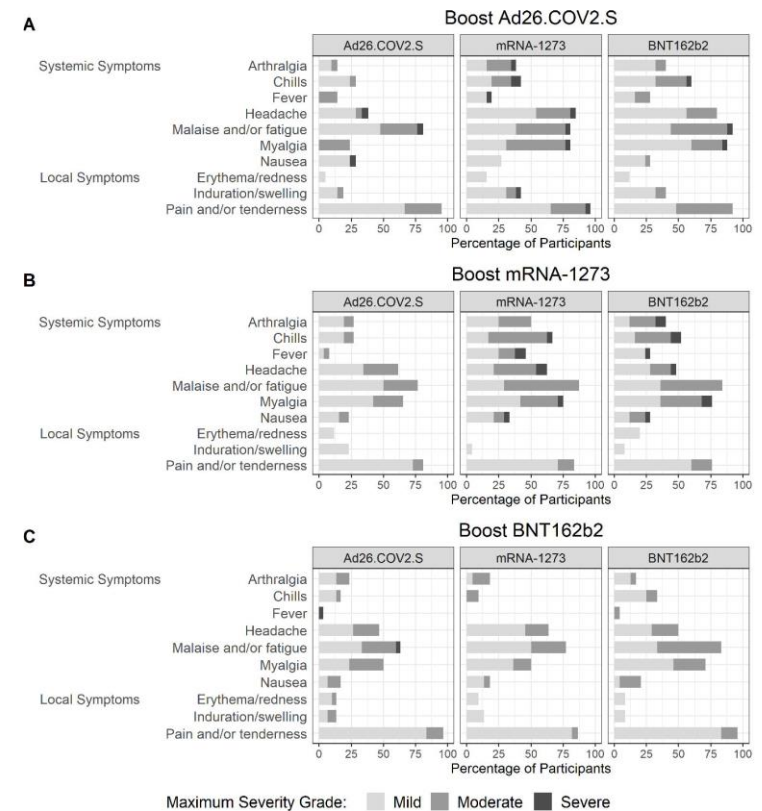 A
Boost Ad26.COV2.S
Ad26.COV2.S mRNA-1273 BNT162b2
Systemic Symptoms Arthralgia
Chills
Fever
Headache
Malaise and/or fatigue
Myalgia
Nausea
Local Symptoms Erythema/redness
Induration/swelling
Pain and/or tenderness
0 25 50 75 100 0 25 50 75 100 0 25 50 75 100
Percentage of Participants
B
Boost mRNA-1273
Ad26.COV2.S mRNA-1273 BNT162b2
Systemic Symptoms Arthralgia
Chills
Fever
Headache
Malaise and/or fatigue
Myalgia
Nausea
Local Symptoms Erythema/redness
Induration/swelling
Pain and/or tenderness
0 25 50 75 100 0 25 50 75 100 0 25 50 75 100
Percentage of Participants
C
Boost BNT162b2
Ad26.COV2.S mRNA-1273 BNT162b2
Systemic Symptoms Arthralgia
Chills
Fever
Headache
Malaise and/or fatigue
Myalgia
Nausea
Local Symptoms Erythema/redness
Induration/swelling
Pain and/or tenderness
0 25 50 75 100 0 25 50 75 100 0 25 50 75 100
Percentage of Participants
Maximum Severity Grade: Mild Moderate Severe